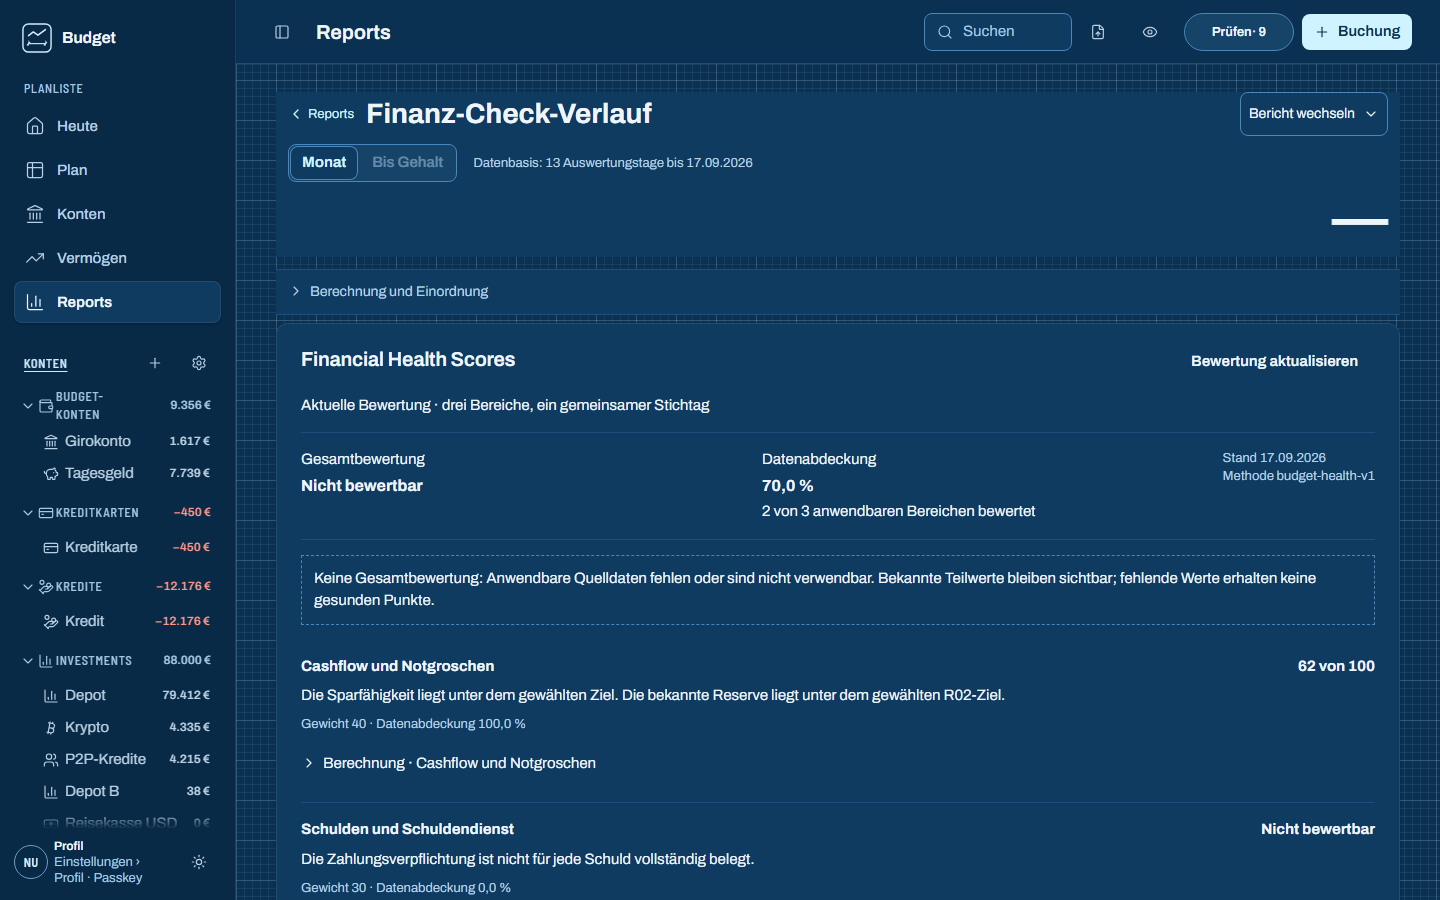 Budget
PLANLISTE
Heute
Plan
Konten
Vermögen
Reports
KONTEN
BUDGET-
KONTEN
9.356 €
Girokonto 1.617 €
Tagesgeld 7.739 €
KREDITKARTEN −450 €
Kreditkarte −450 €
KREDITE −12.176 €
Kredit −12.176 €
INVESTMENTS 88.000 €
Depot 79.412 €
Krypto 4.335 €
P2P-Kredite 4.215 €
Depot B 38 €
Reisekasse USD 0 €
NU
Profil
Einstellungen ›
Profil · Passkey
Reports
Suchen
Prüfen · 9
Buchung
Reports
Finanz-Check-Verlauf
Bericht wechseln
Monat
Bis Gehalt
Datenbasis: 13 Auswertungstage bis 17.09.2026
Berechnung und Einordnung
Financial Health Scores
Bewertung aktualisieren
Aktuelle Bewertung · drei Bereiche, ein gemeinsamer Stichtag
Gesamtbewertung
Nicht bewertbar
Datenabdeckung
70,0 %
2 von 3 anwendbaren Bereichen bewertet
Stand 17.09.2026
Methode budget-health-v1
Keine Gesamtbewertung: Anwendbare Quelldaten fehlen oder sind nicht verwendbar. Bekannte Teilwerte bleiben sichtbar; fehlende Werte erhalten keine
gesunden Punkte.
Cashflow und Notgroschen
62 von 100
Die Sparfähigkeit liegt unter dem gewählten Ziel. Die bekannte Reserve liegt unter dem gewählten R02-Ziel.
Gewicht 40 · Datenabdeckung 100,0 %
Berechnung · Cashflow und Notgroschen
Schulden und Schuldendienst
Nicht bewertbar
Die Zahlungsverpflichtung ist nicht für jede Schuld vollständig belegt.
Gewicht 30 · Datenabdeckung 0,0 %